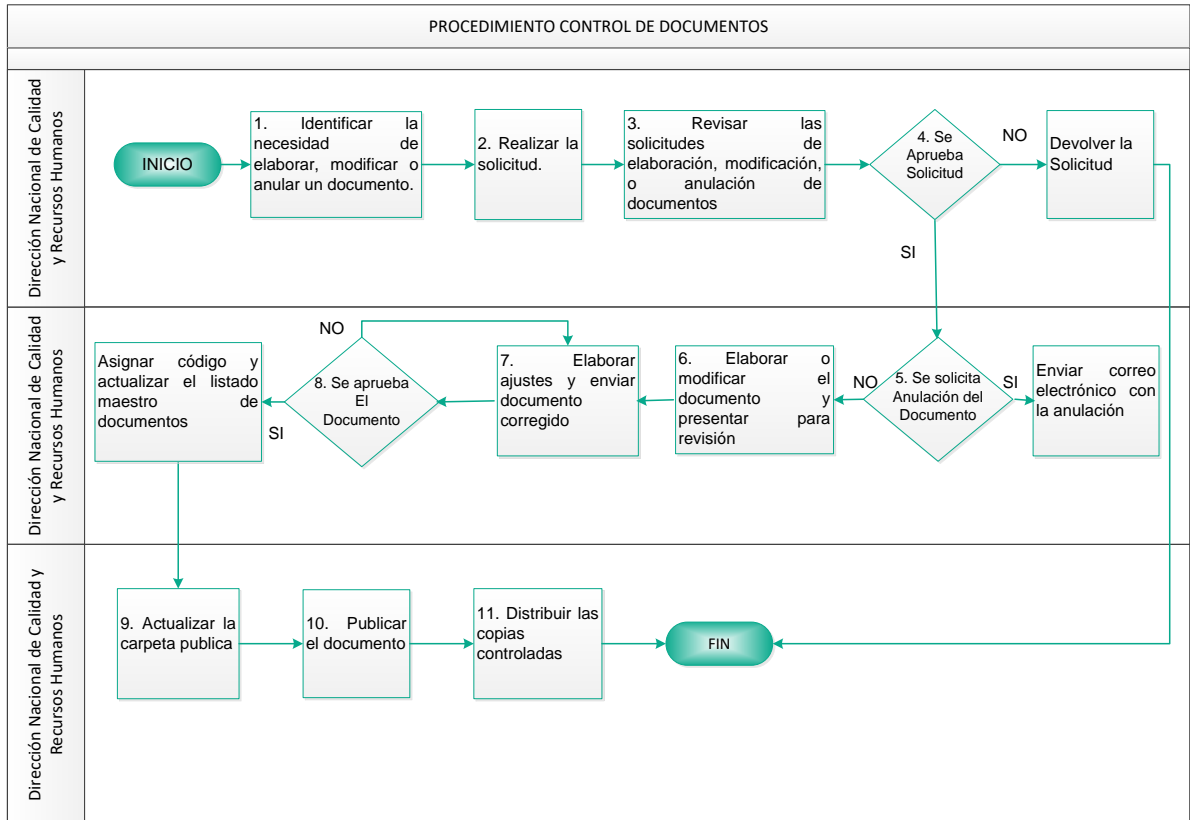 PROCEDIMIENTO CONTROL DE DOCUMENTOS
Dirección Nacional de Calidad
y Recursos Humanos
INICIO
1. Identificar la
necesidad de
elaborar, modificar o
anular un documento.
2. Realizar la
solicitud.
3. Revisar las
solicitudes de
elaboración, modificación,
o anulación de
documentos
4. Se
Aprueba
Solicitud
NO
Devolver la
Solicitud
SI
Dirección Nacional de Calidad
y Recursos Humanos
Asignar código y
actualizar el listado
maestro de
documentos
SI
NO
8. Se aprueba
El
Documento
7. Elaborar
ajustes y enviar
documento
corregido
6. Elaborar o
modificar el
documento y
presentar para
revisión
NO
5. Se solicita
Anulación del
Documento
SI
Enviar correo
electrónico con
la anulación
Dirección Nacional de Calidad y
Recursos Humanos
9. Actualizar la
carpeta publica
10. Publicar
el documento
11. Distribuir las
copias
controladas
FIN